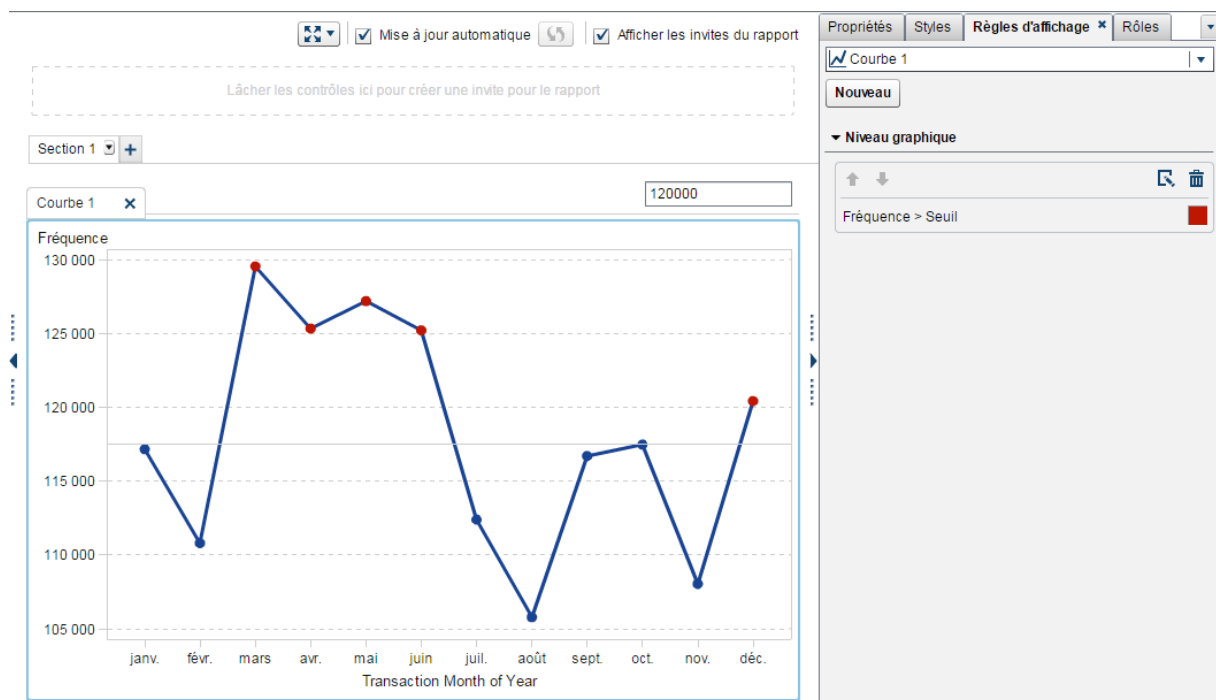 Mise à jour automatique Afficher les invites du rapport
Lâcher les contrôles ici pour créer une invite pour le rapport
Section 1
Courbe 1
120000
Fréquence
130 000
125 000
120 000
115 000
110 000
105 000
janv. févr. mars avr. mai juin juil. août sept. oct. nov. déc.
Transaction Month of Year
Propriétés Styles Règles d'affichage Rôles
Courbe 1
Nouveau
Niveau graphique
Fréquence > Seuil